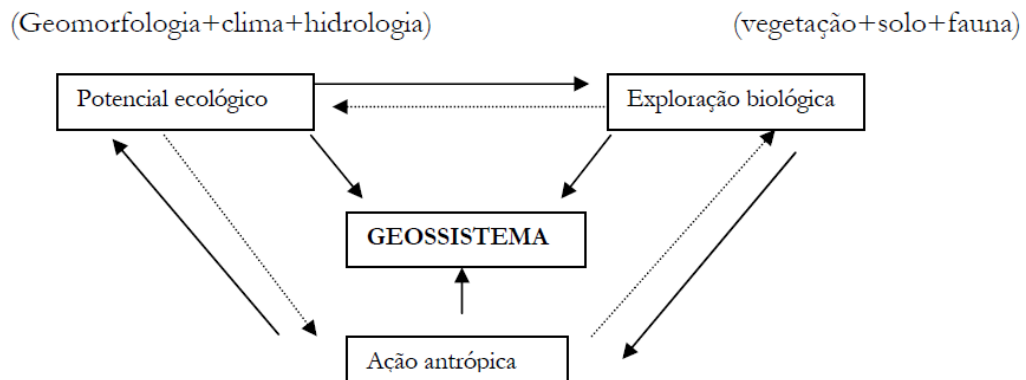 (Geomorfologia+clima+hidrologia) (vegetação+solo+fauna)
Potencial ecológico
Exploração biológica
GEOSSISTEMA
Ação antrópica